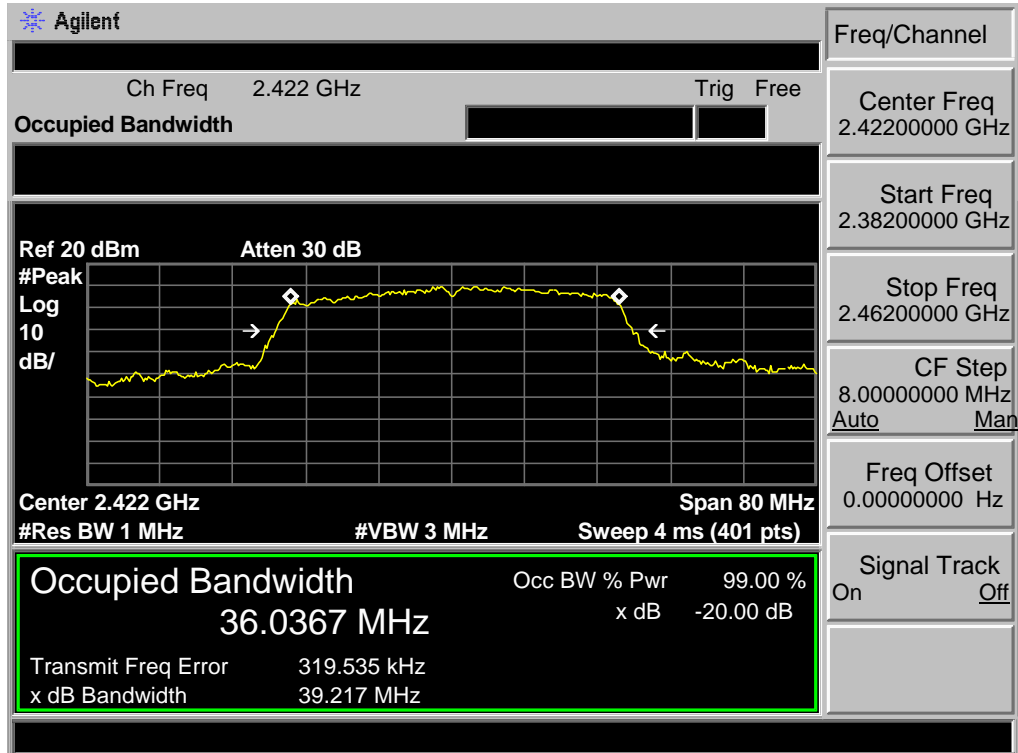 Agilent
Freq/Channel
Ch Freq 2.422 GHz Trig Free
Occupied Bandwidth
Center Freq
2.42200000 GHz
Start Freq
2.38200000 GHz
Ref 20 dBm Atten 30 dB
#Peak
Log
10
dB/
Stop Freq
2.46200000 GHz
CF Step
8.00000000 MHz
Auto Man
Center 2.422 GHz Span 80 MHz
#Res BW 1 MHz #VBW 3 MHz Sweep 4 ms (401 pts)
Freq Offset
0.00000000 Hz
Occupied Bandwidth Occ BW % Pwr 99.00 %
36.0367 MHz x dB -20.00 dB
Transmit Freq Error 319.535 kHz
x dB Bandwidth 39.217 MHz
Signal Track
On Off